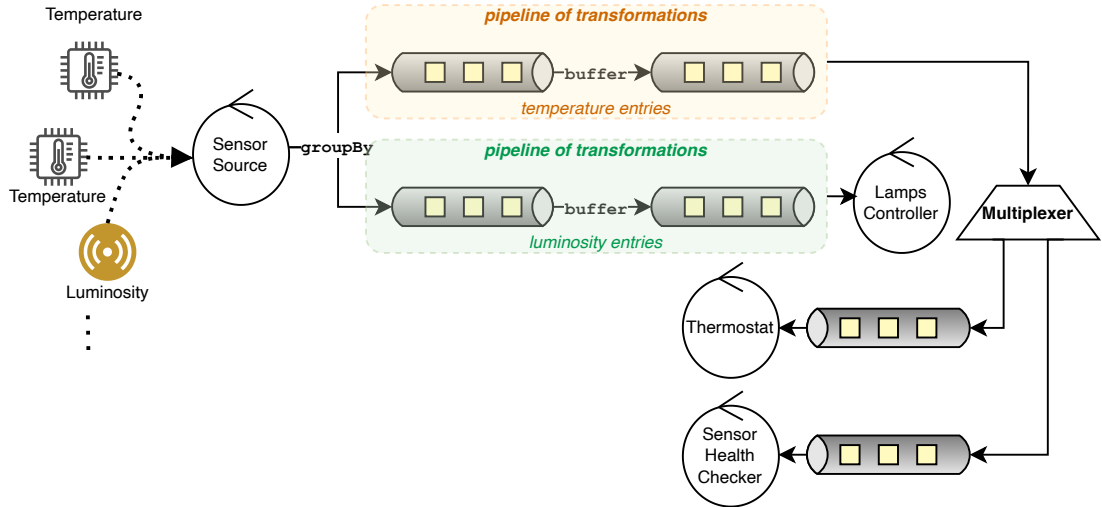 Temperature
Temperature
Luminosity
Sensor
Source
groupBy
pipeline of transformations
buffer
temperature entries
pipeline of transformations
buffer
luminosity entries
Lamps
Controller
Multiplexer
Thermostat
Sensor
Health
Checker